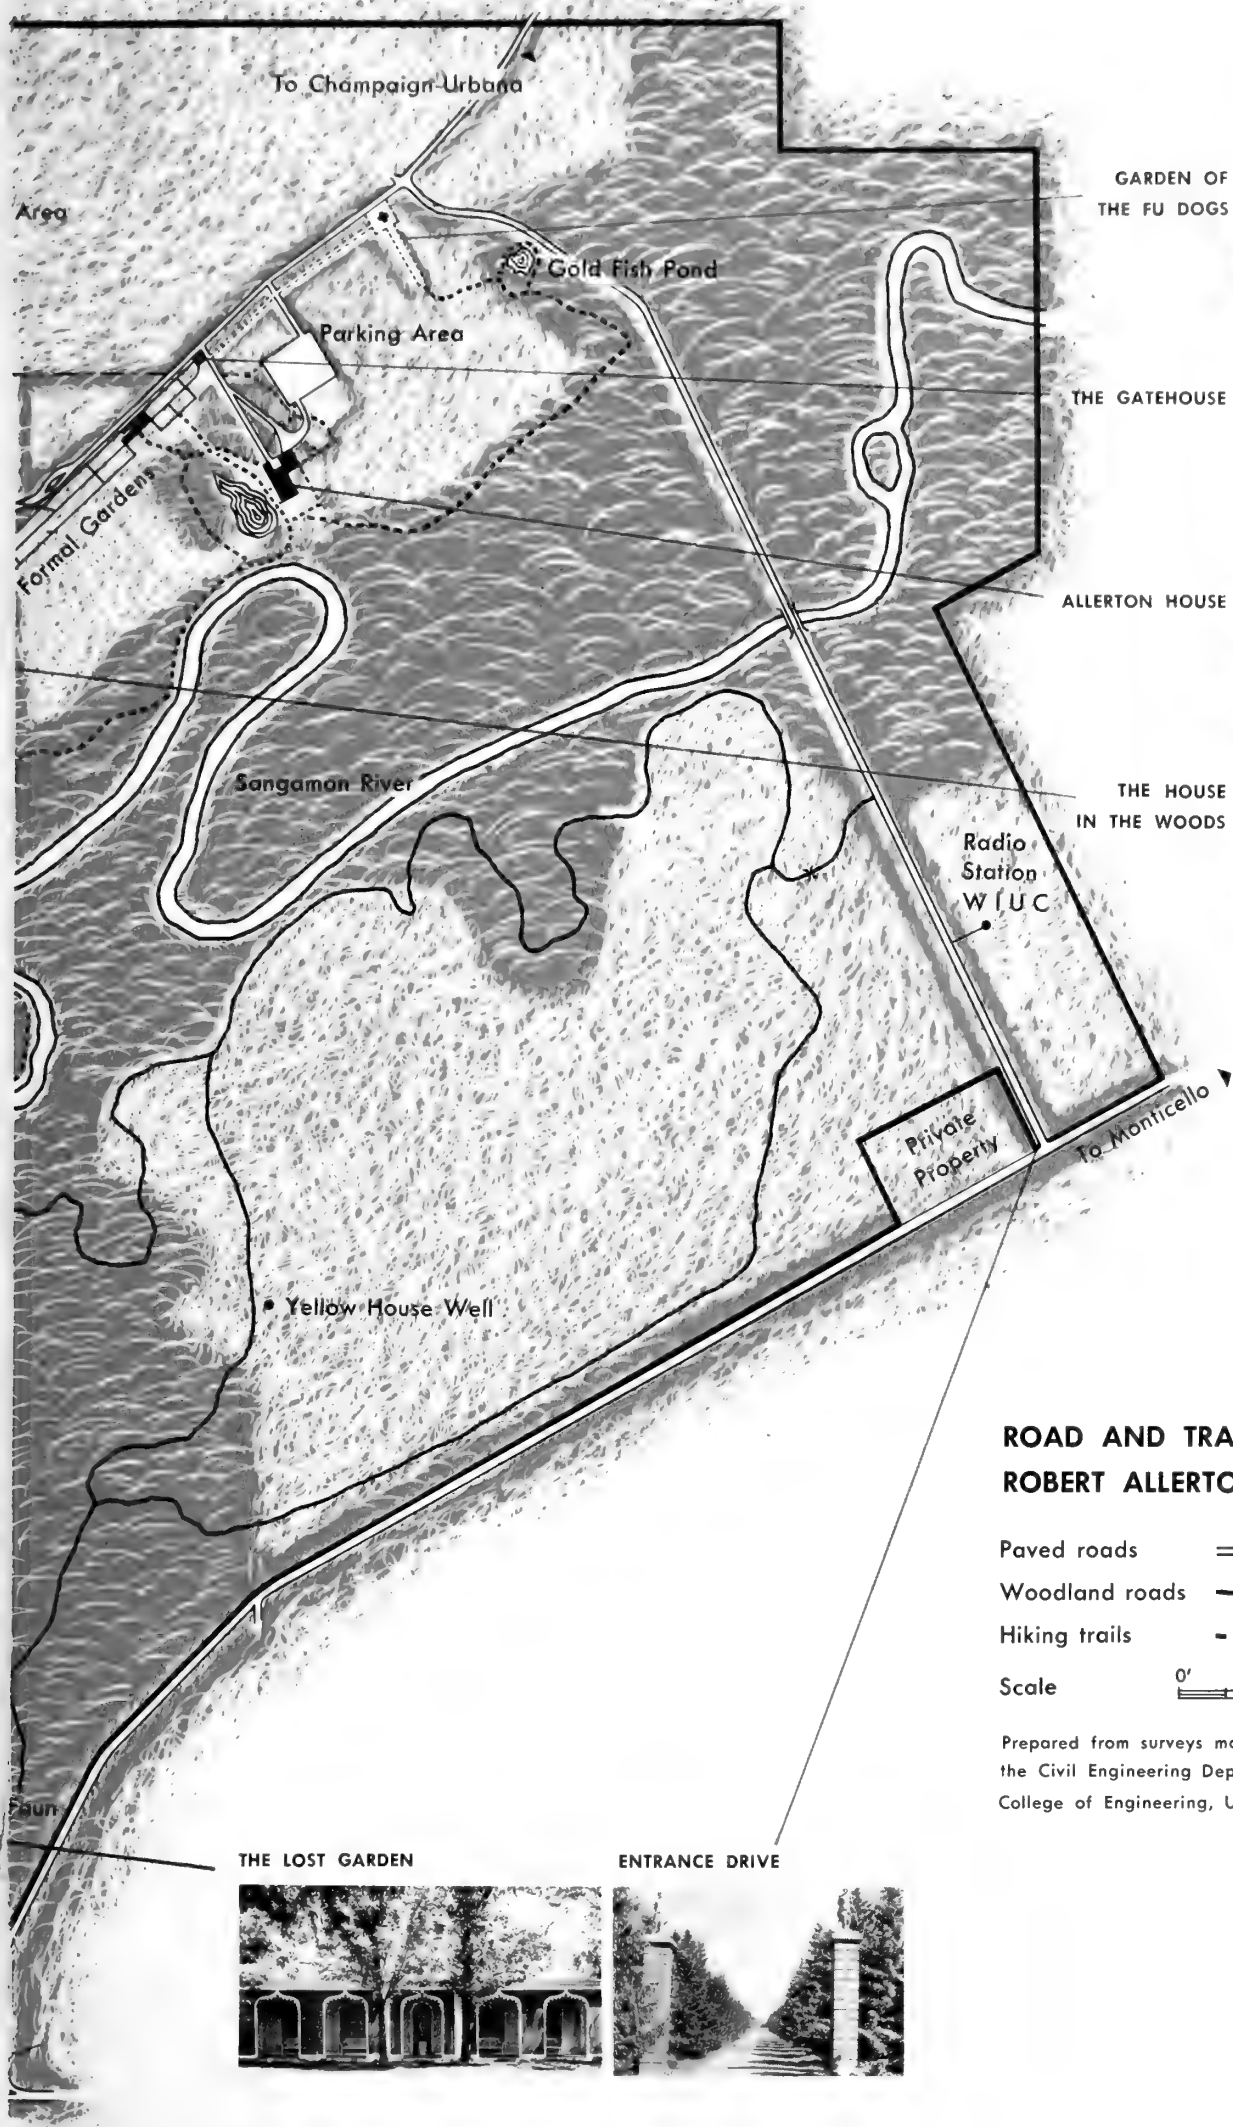 To Champaign-Urbana
GARDEN OF
THE FU DOGS
Area
Gold Fish Pond
Parking Area
THE GATEHOUSE
Formal Gardens
ALLERTON HOUSE
Sangamon River
THE HOUSE
IN THE WOODS
Radio
Station
WIUC
Private
Property
To Monticello
Yellow House Well
ROAD AND TRA
ROBERT ALLERTO
Paved roads
Woodland roads
Hiking trails
0'
Scale
Prepared from surveys ma
the Civil Engineering Dep
College of Engineering, U
aun
THE LOST GARDEN
ENTRANCE DRIVE